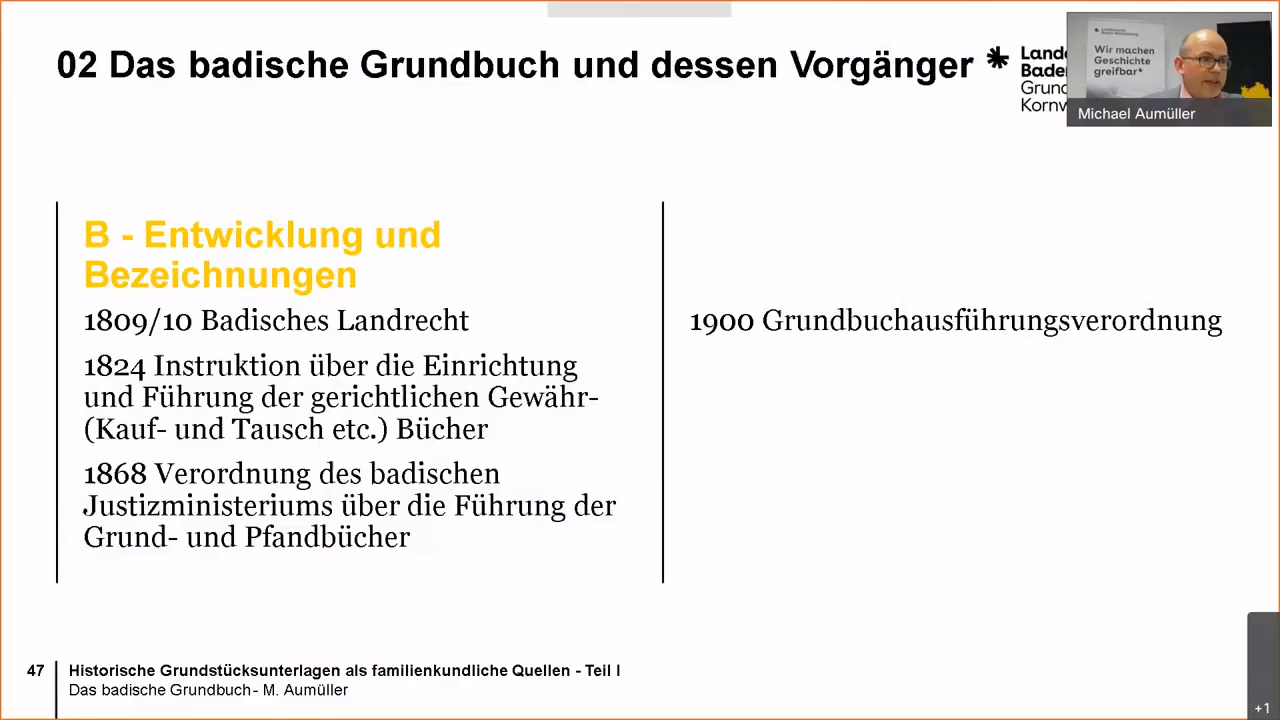 02 Das badische Grundbuch und dessen Vorgänger
Wir machen
Geschichte
greifbar*
Michael Aumüller
B - Entwicklung und
Bezeichnungen
1809/10 Badisches Landrecht
1824 Instruktion über die Einrichtung
und Führung der gerichtlichen Gewähr-
(Kauf- und Tausch etc.) Bücher
1868 Verordnung des badischen
Justizministeriums über die Führung der
Grund- und Pfandbücher
1900 Grundbuchausführungsverordnung
47
Historische Grundstücksunterlagen als familienkundliche Quellen - Teil I
Das badische Grundbuch - M. Aumüller
+1